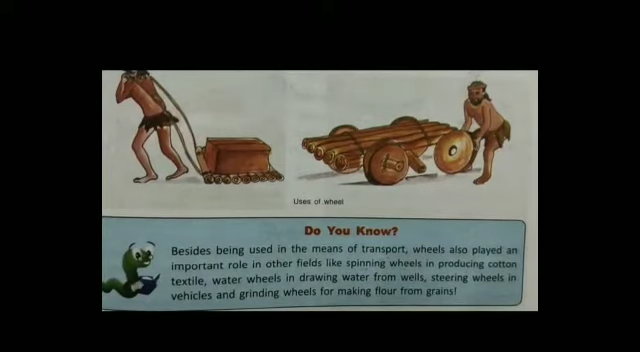 Uses of wheel
Do You Know?
Besides being used in the means of transport, wheels also played an
important role in other fields like spinning wheels in producing cotton
textile, water wheels in drawing water from wells, steering wheels in
vehicles and grinding wheels for making flour from grains!